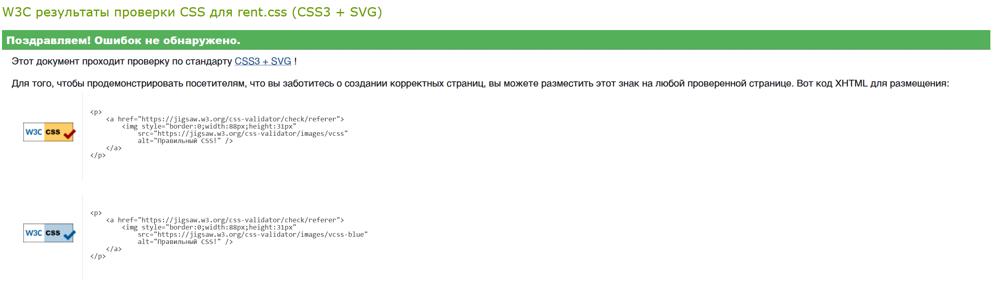 W3C результаты проверки CSS для rent.css (CSS3 + SVG)
Поздравляем! Ошибок не обнаружено.
Этот документ проходит проверку по стандарту CSS3 + SVG !
Для того, чтобы продемонстрировать посетителям, что вы заботитесь о создании корректных страниц, вы можете разместить этот знак на любой проверенной странице. Вот код XHTML для размещения:
W3C css
<p>
    <a href="https://jigsaw.w3.org/css-validator/check/referer">
        <img style="border:0;width:88px;height:31px"
            src="https://jigsaw.w3.org/css-validator/images/vcss"
            alt="Правильный CSS!" />
    </a>
</p>
W3C css
<p>
    <a href="https://jigsaw.w3.org/css-validator/check/referer">
        <img style="border:0;width:88px;height:31px"
            src="https://jigsaw.w3.org/css-validator/images/vcss-blue"
            alt="Правильный CSS!" />
    </a>
</p>